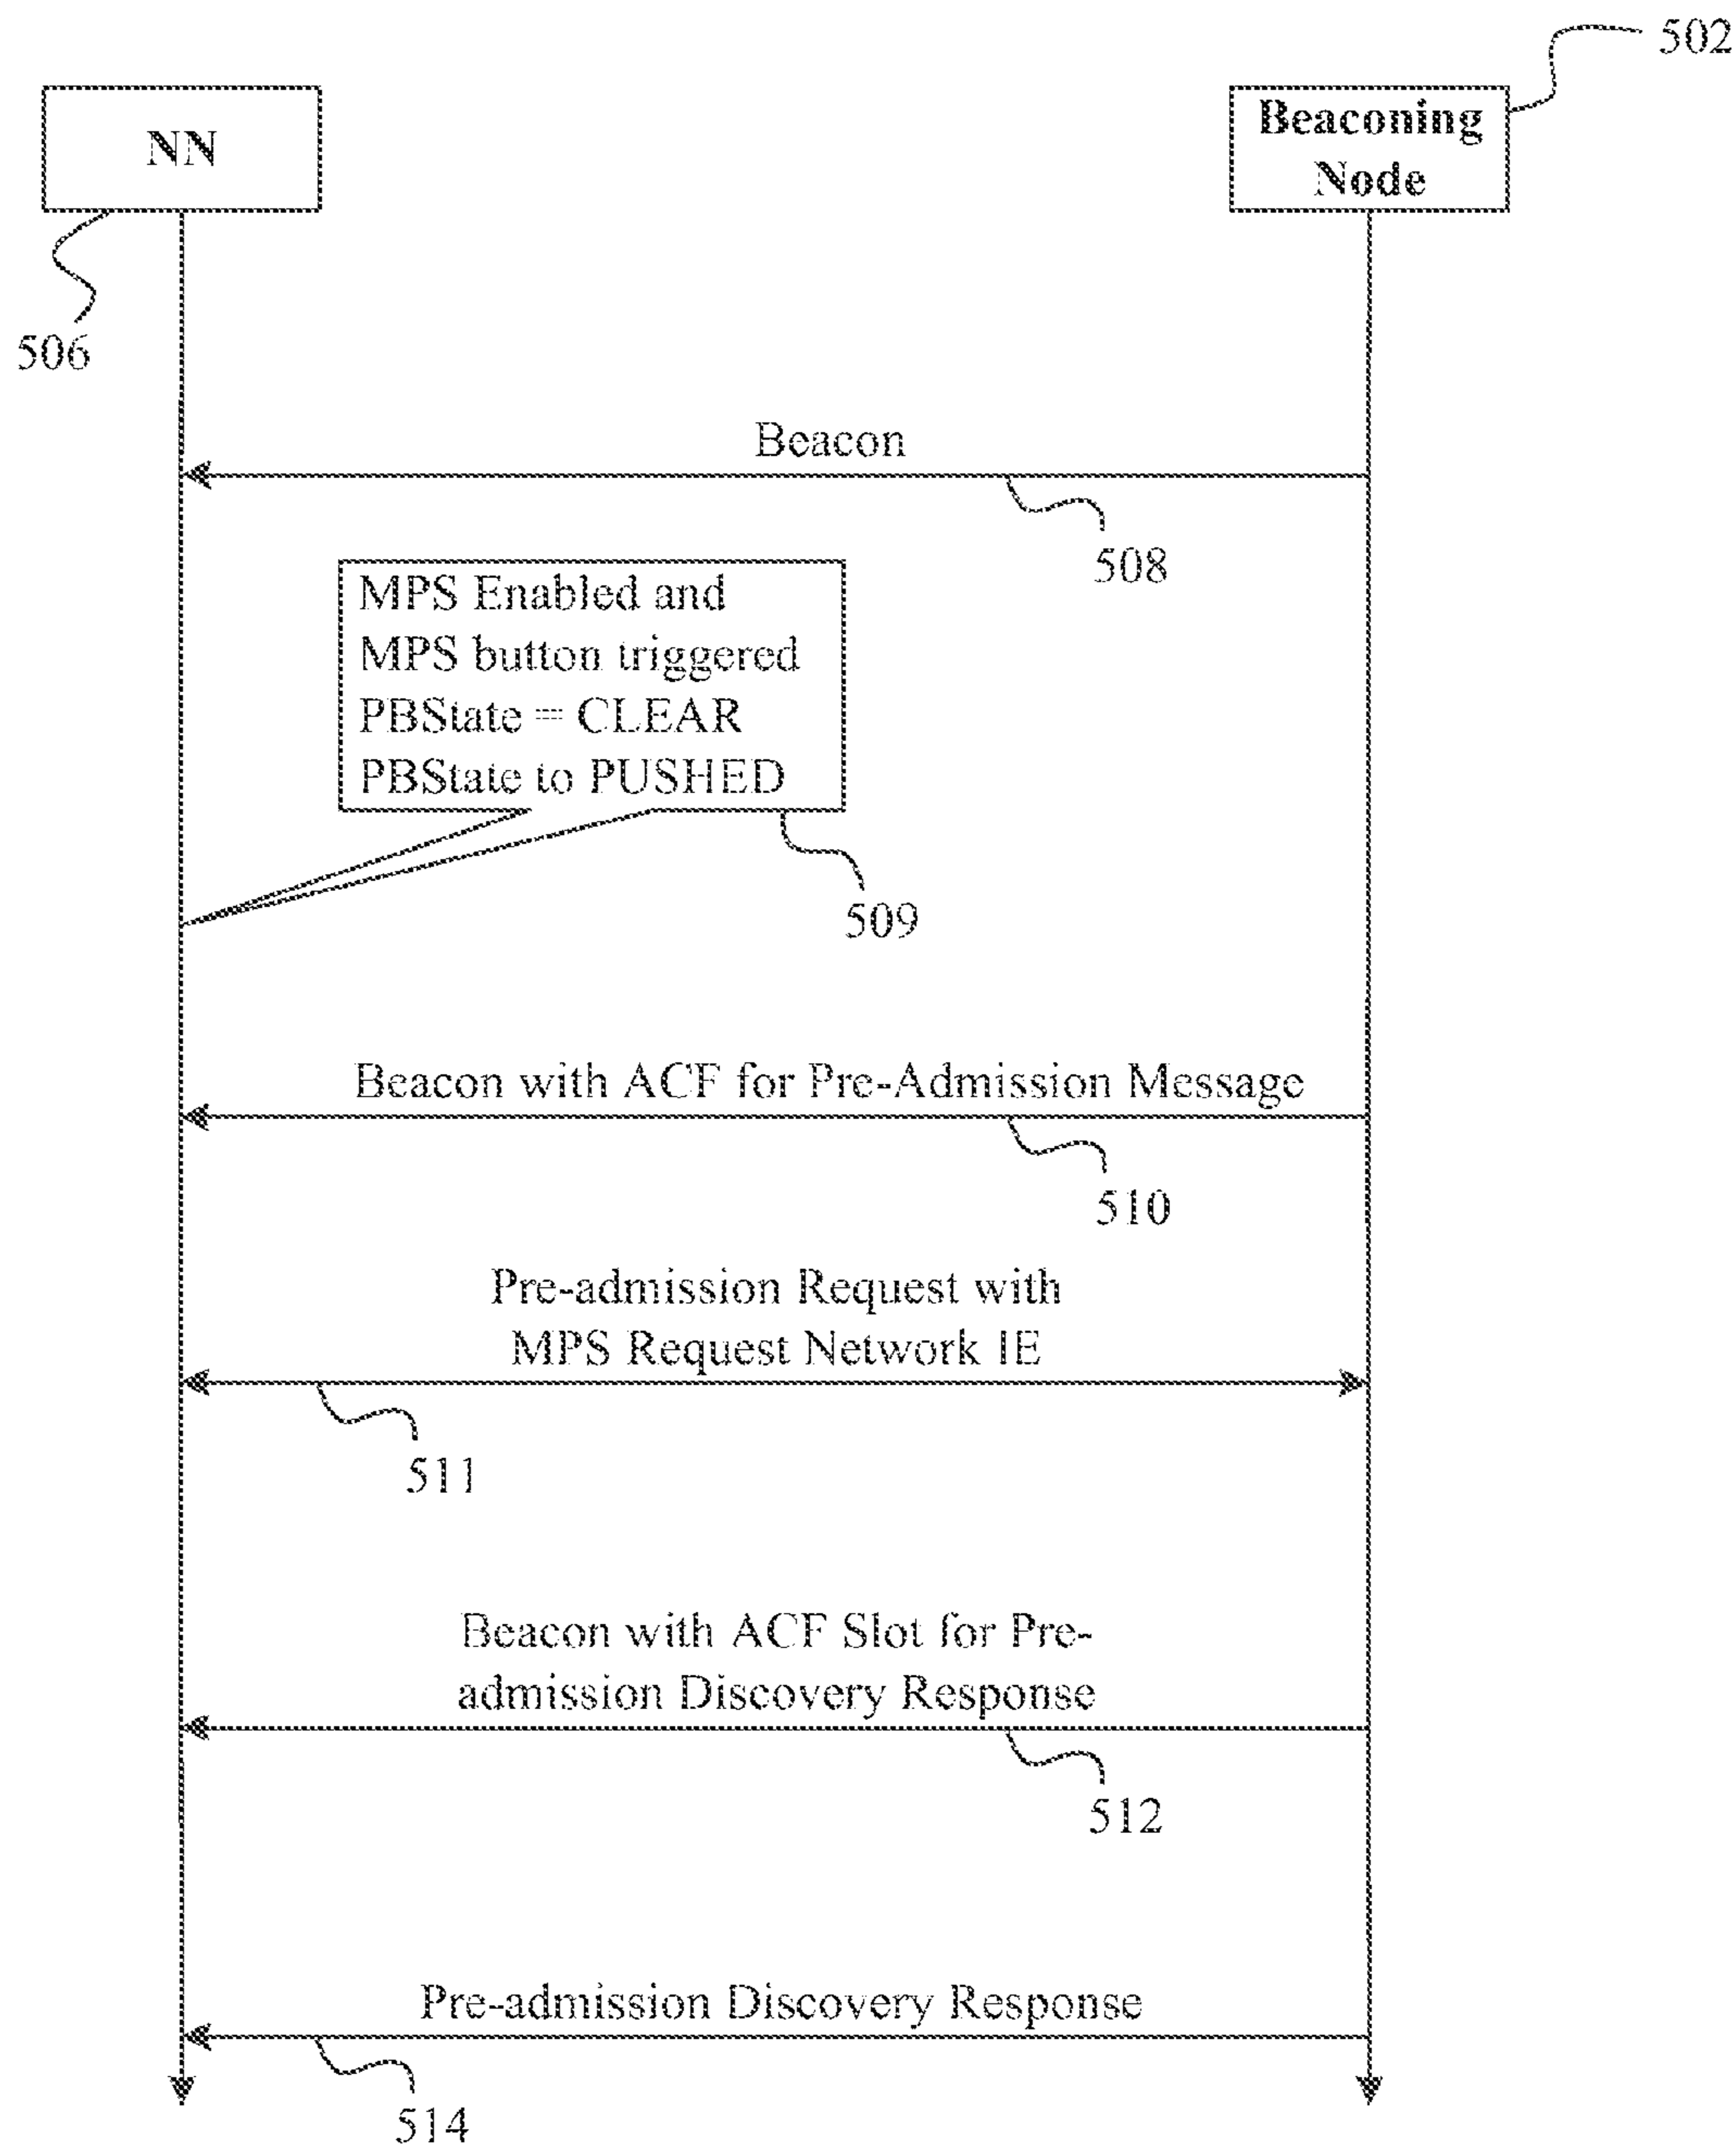 502
NN
Beaconing
Node
506
Beacon
508
MPS Enabled and
MPS button triggered
PBState = CLEAR
PBState to PUSHED
509
Beacon with ACF for Pre-Admission Message
510
Pre-admission Request with
MPS Request Network IE
511
Beacon with ACF Slot for Pre-
admission Discovery Response
512
Pre-admission Discovery Response
514